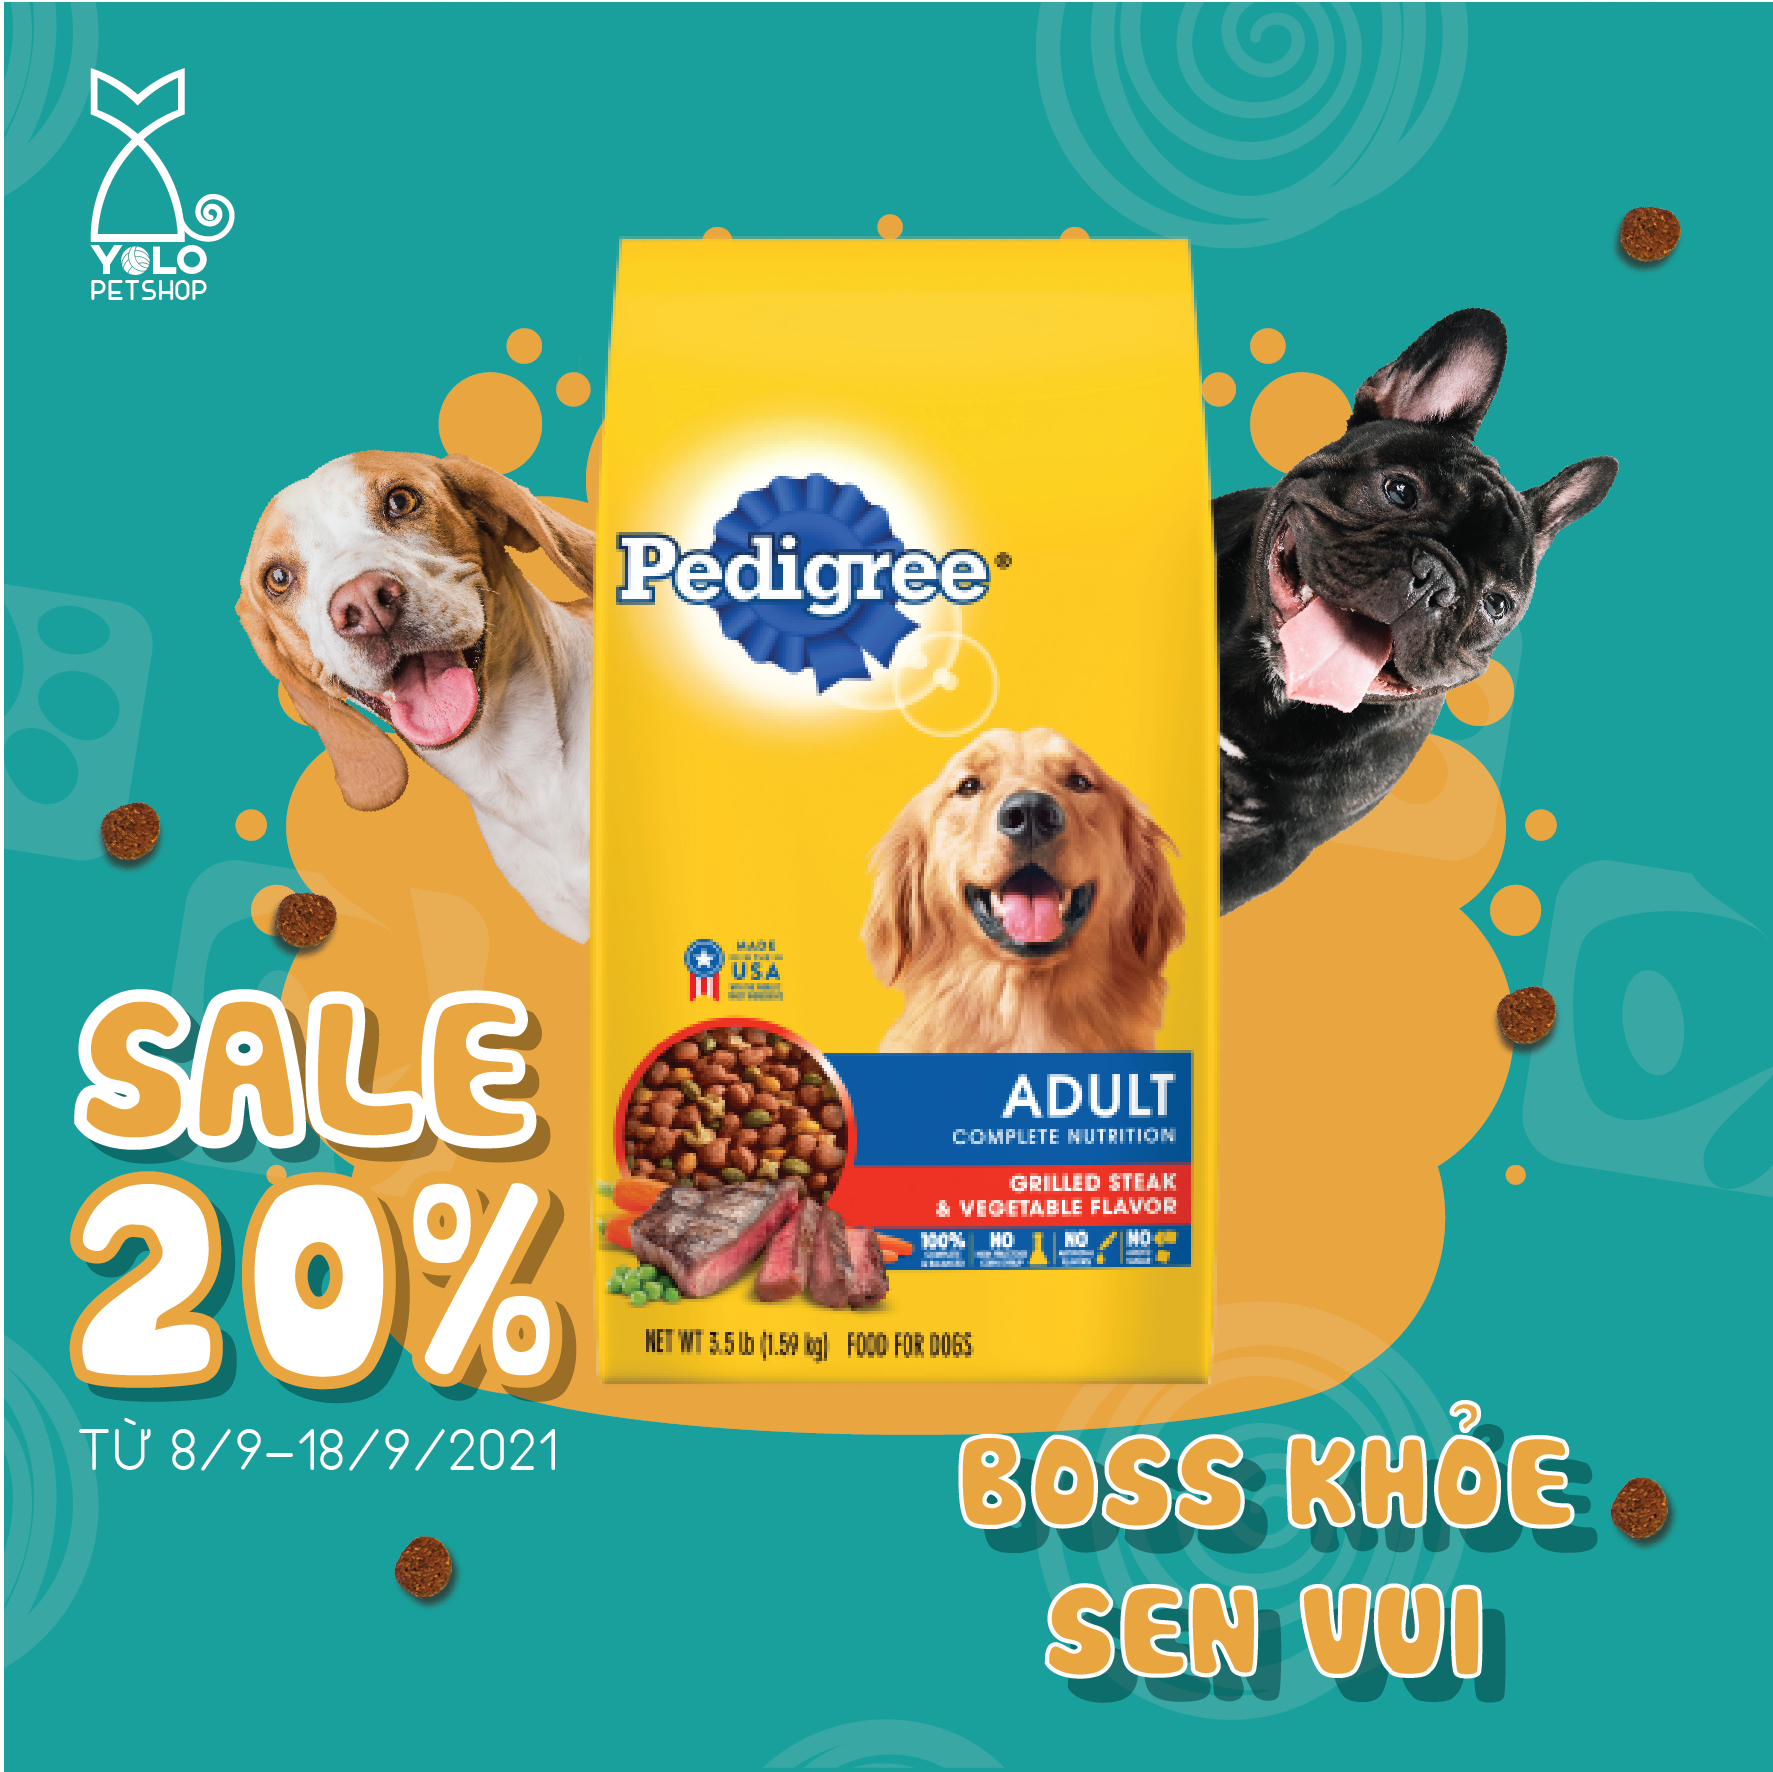 YOLO
PETSHOP
Pedigree®
MADE
USA
ADULT
COMPLETE NUTRITION
GRILLED STEAK
& VEGETABLE FLAVOR
100% NO NO NO
NET WT 3.5 lb (1.59 kg) FOOD FOR DOGS
SALE
20%
TỪ 8/9-18/9/2021
BOSS KHỎE
SEN VUI